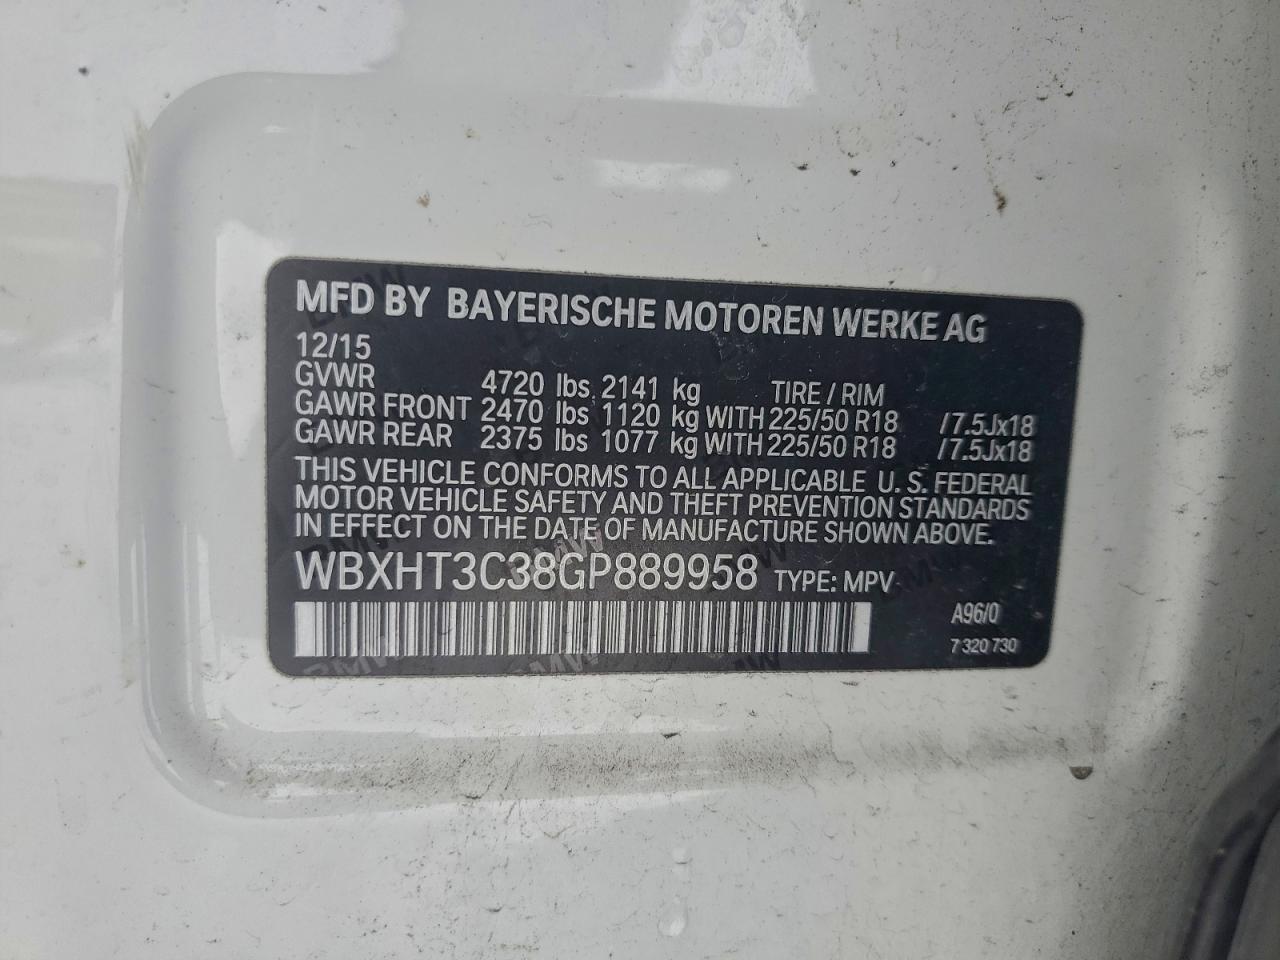 MFD BY BAYERISCHE MOTOREN WERKE AG
12/15
GVWR 4720 lbs 2141 kg TIRE / RIM
GAWR FRONT 2470 lbs 1120 kg WITH 225/50 R18 /7.5Jx18
GAWR REAR 2375 lbs 1077 kg WITH 225/50 R18 /7.5Jx18
THIS VEHICLE CONFORMS TO ALL APPLICABLE U. S. FEDERAL
MOTOR VEHICLE SAFETY AND THEFT PREVENTION STANDARDS
IN EFFECT ON THE DATE OF MANUFACTURE SHOWN ABOVE.
WBXHT3C38GP889958 TYPE: MPV
A96/0
7 320 730